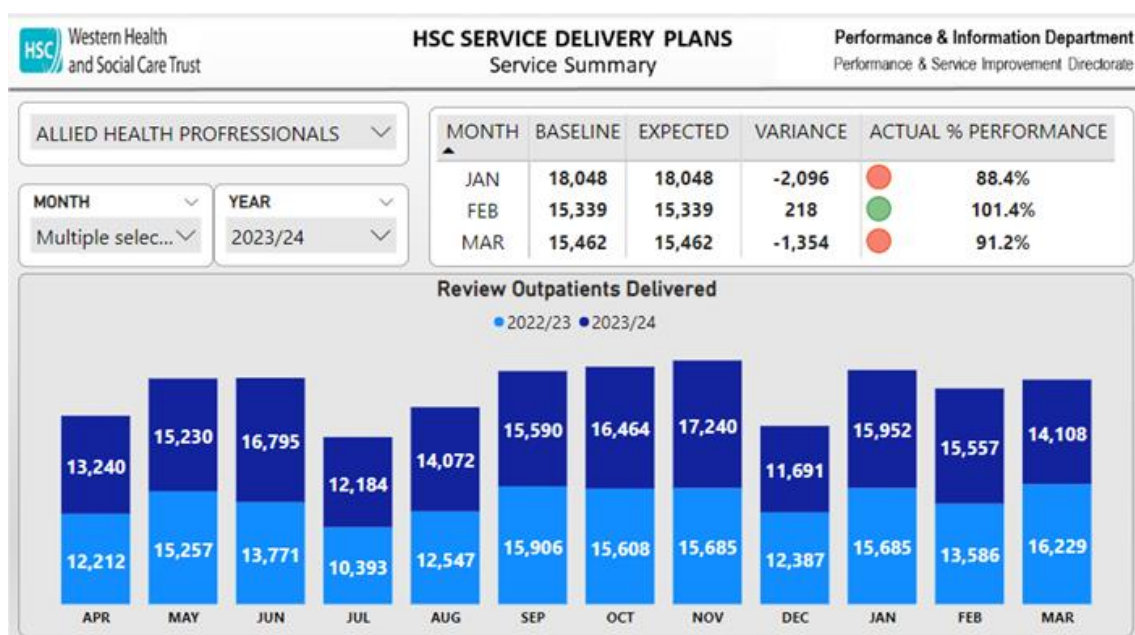 HSC
Western Health
and Social Care Trust
HSC SERVICE DELIVERY PLANS
Service Summary
Performance & Information Department
Performance & Service Improvement Directorate
ALLIED HEALTH PROFRESSIONALS
MONTH
Multiple selec...
YEAR
2023/24
MONTH BASELINE EXPECTED VARIANCE ACTUAL % PERFORMANCE
JAN 18,048 18,048 -2,096 88.4%
FEB 15,339 15,339 218 101.4%
MAR 15,462 15,462 -1,354 91.2%
Review Outpatients Delivered
2022/23 2023/24
13,240 15,230 16,795 12,184 14,072 15,590 16,464 17,240 11,691 15,952 15,557 14,108
12,212 15,257 13,771 10,393 12,547 15,906 15,608 15,685 12,387 15,685 13,586 16,229
APR MAY JUN JUL AUG SEP OCT NOV DEC JAN FEB MAR